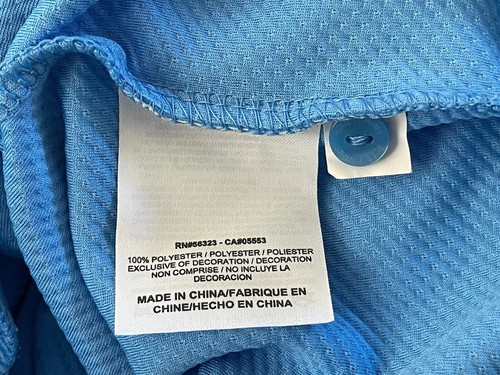 RN#56323 - CA#05553
100% POLYESTER / POLYESTER / POLIESTER
EXCLUSIVE OF DECORATION / DECORATION
NON COMPRISE / NO INCLUYE LA
DECORACION
MADE IN CHINA/FABRIQUE EN
CHINE/HECHO EN CHINA